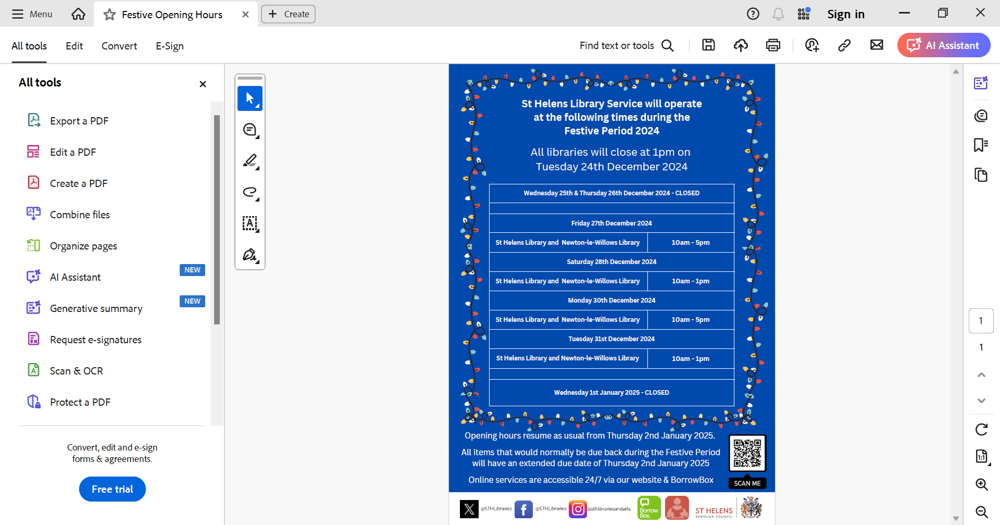 Menu
Festive Opening Hours
Create
Sign in
All tools
Edit
Convert
E-Sign
Find text or tools
AI Assistant
All tools
Export a PDF
Edit a PDF
Create a PDF
Combine files
Organize pages
AI Assistant
NEW
Generative summary
NEW
Request e-signatures
Scan & OCR
Protect a PDF
Convert, edit and e-sign
forms & agreements.
Free trial
St Helens Library Service will operate
at the following times during the
Festive Period 2024
All libraries will close at 1pm on
Tuesday 24th December 2024
Wednesday 25th & Thursday 26th December 2024 - CLOSED
Friday 27th December 2024
St Helens Library and Newton-le-Willows Library 10am - 5pm
Saturday 28th December 2024
St Helens Library and Newton-le-Willows Library 10am - 1pm
Monday 30th December 2024
St Helens Library and Newton-le-Willows Library 10am - 5pm
Tuesday 31st December 2024
St Helens Library and Newton-le-Willows Library 10am - 1pm
Wednesday 1st January 2025 - CLOSED
Opening hours resume as usual from Thursday 2nd January 2025.
All items that would normally be due back during the Festive Period
will have an extended due date of Thursday 2nd January 2025
Online services are accessible 24/7 via our website & BorrowBox
SCAN ME
@STHLibraries
@STHLibraries
@sthlibrariesandarts
Borrow
Box.
LIBRARY
ST HELENS
BOROUGH COUNCIL
1
1
1:1